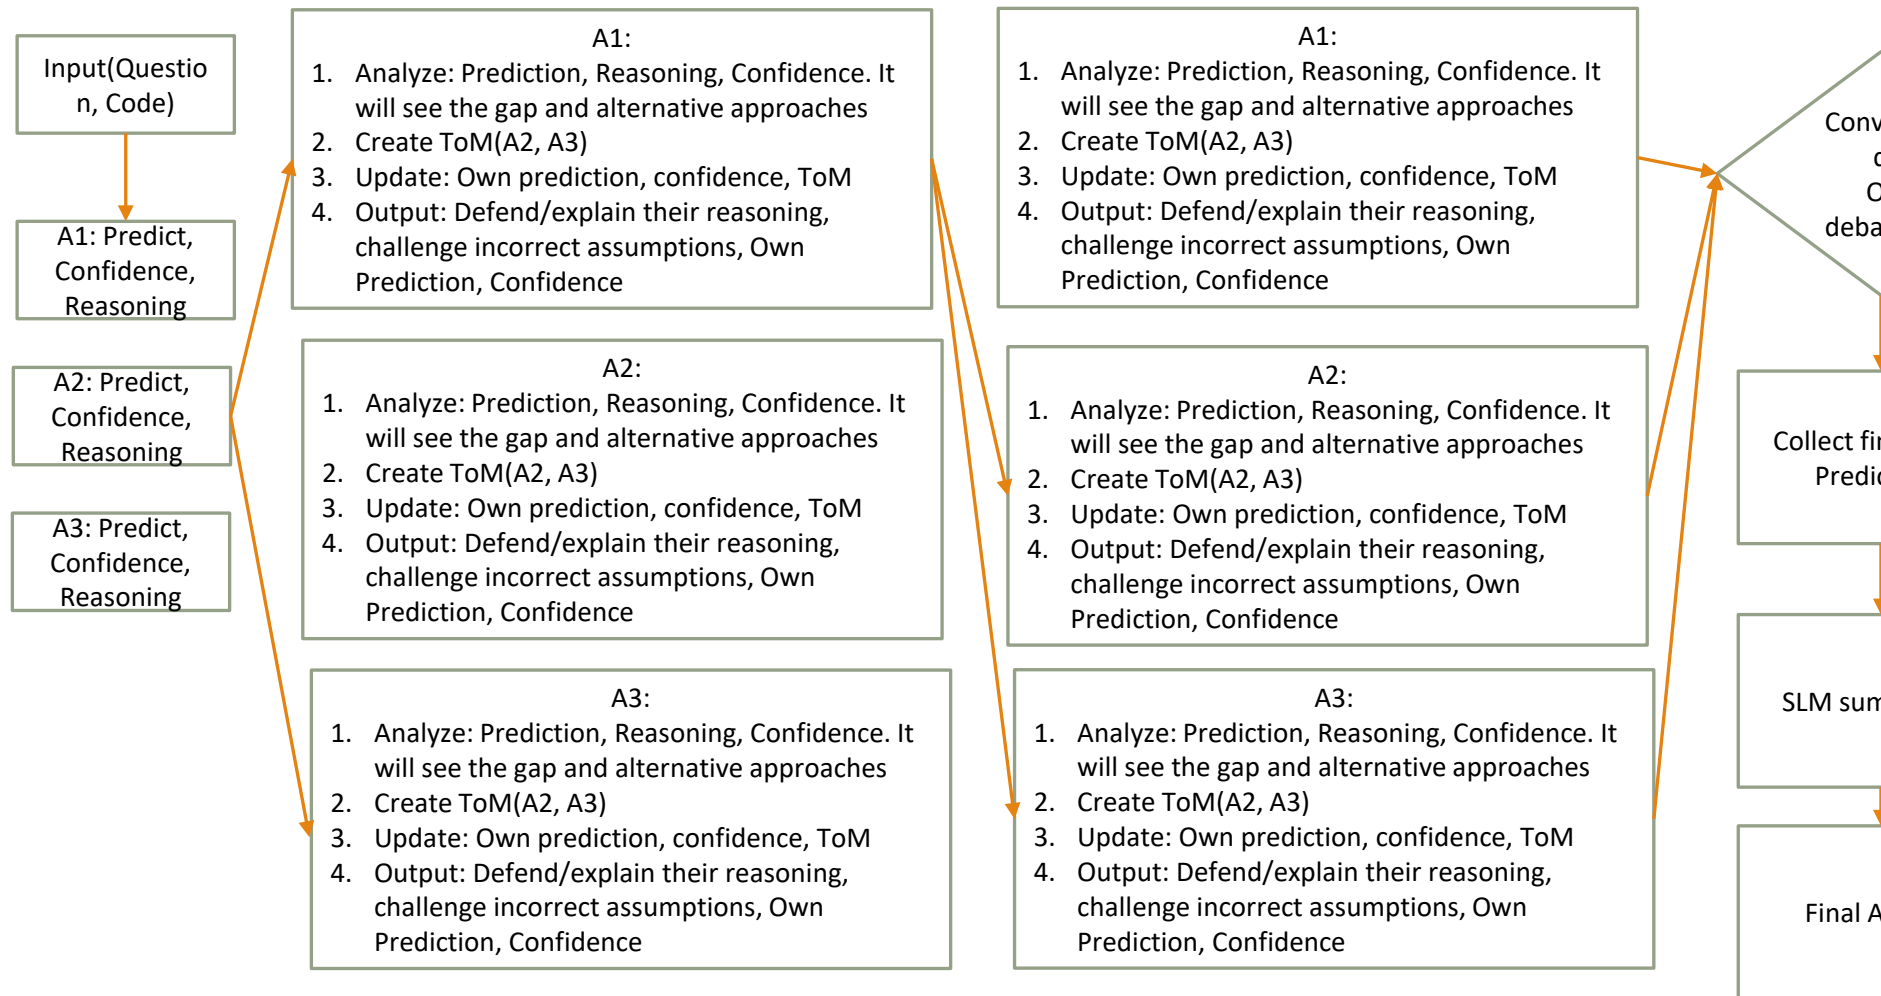 Input(Questio
n, Code)
A1: Predict,
Confidence,
Reasoning
A2: Predict,
Confidence,
Reasoning
A3: Predict,
Confidence,
Reasoning
A1:
1. Analyze: Prediction, Reasoning, Confidence. It
will see the gap and alternative approaches
2. Create ToM(A2, A3)
3. Update: Own prediction, confidence, ToM
4. Output: Defend/explain their reasoning,
challenge incorrect assumptions, Own
Prediction, Confidence
A2:
1. Analyze: Prediction, Reasoning, Confidence. It
will see the gap and alternative approaches
2. Create ToM(A2, A3)
3. Update: Own prediction, confidence, ToM
4. Output: Defend/explain their reasoning,
challenge incorrect assumptions, Own
Prediction, Confidence
A3:
1. Analyze: Prediction, Reasoning, Confidence. It
will see the gap and alternative approaches
2. Create ToM(A2, A3)
3. Update: Own prediction, confidence, ToM
4. Output: Defend/explain their reasoning,
challenge incorrect assumptions, Own
Prediction, Confidence
A1:
1. Analyze: Prediction, Reasoning, Confidence. It
will see the gap and alternative approaches
2. Create ToM(A2, A3)
3. Update: Own prediction, confidence, ToM
4. Output: Defend/explain their reasoning,
challenge incorrect assumptions, Own
Prediction, Confidence
A2:
1. Analyze: Prediction, Reasoning, Confidence. It
will see the gap and alternative approaches
2. Create ToM(A2, A3)
3. Update: Own prediction, confidence, ToM
4. Output: Defend/explain their reasoning,
challenge incorrect assumptions, Own
Prediction, Confidence
A3:
1. Analyze: Prediction, Reasoning, Confidence. It
will see the gap and alternative approaches
2. Create ToM(A2, A3)
3. Update: Own prediction, confidence, ToM
4. Output: Defend/explain their reasoning,
challenge incorrect assumptions, Own
Prediction, Confidence
Collect
SLM
Final